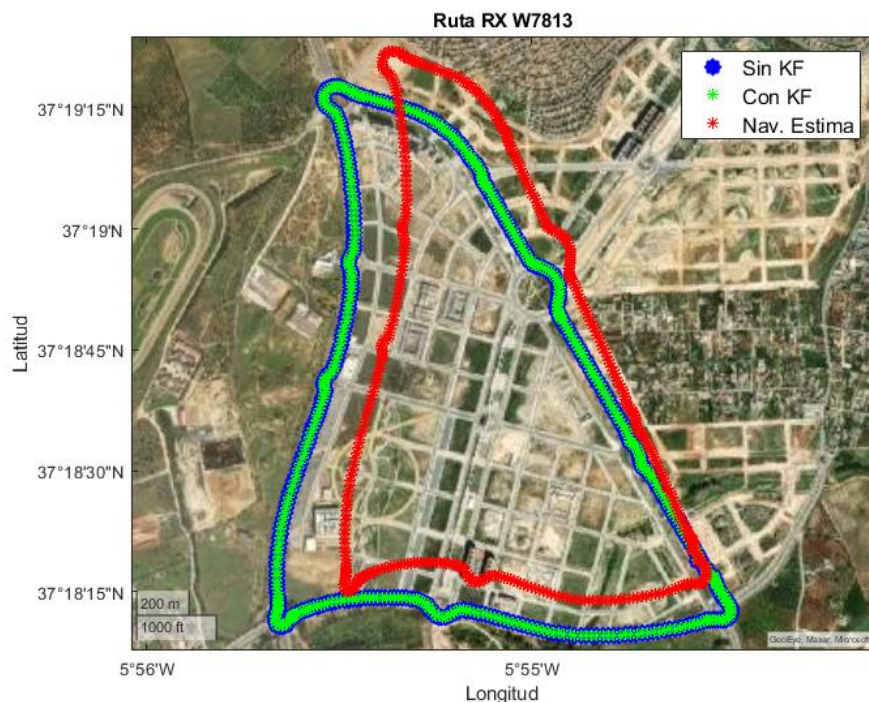 Ruta RX W7813
Sin KF
Con KF
Nav. Estima
37°19'15"N
37°19'N
37°18'45"N
37°18'30"N
37°18'15"N
Latitud
200 m
1000 ft
GeoEye, Maxar, Microsoft
5°56'W
5°55'W
Longitud